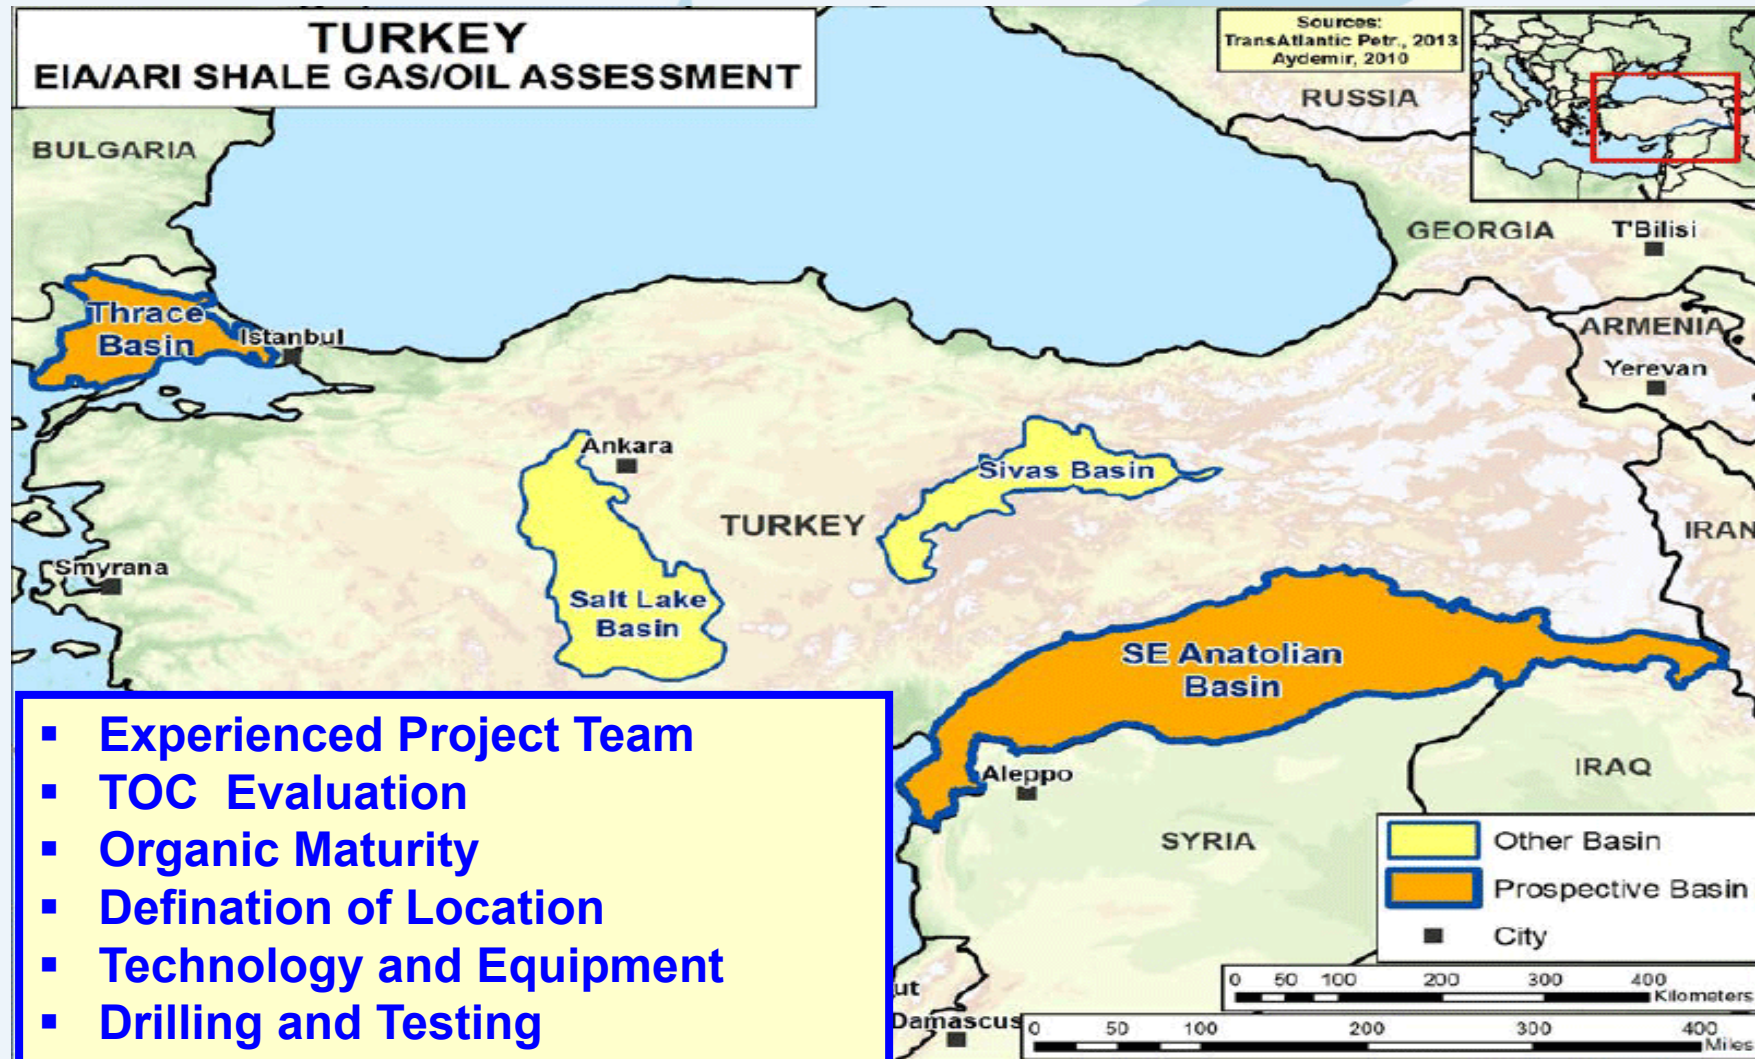 TURKEY
EIA/ARI SHALE GAS/OIL ASSESSMENT
Sources:
TransAtlantic Petr., 2013
Aydemir, 2010
RUSSIA
BULGARIA
GEORGIA
T'Bilisi
Thrace
Basin
Istanbul
ARMENIA
Yerevan
Ankara
Sivas Basin
TURKEY
IRAN
Smyrana
Salt Lake
Basin
SE Anatolian
Basin
▪ Experienced Project Team
▪ TOC Evaluation
▪ Organic Maturity
▪ Defination of Location
▪ Technology and Equipment
▪ Drilling and Testing
Aleppo
IRAQ
SYRIA
Other Basin
Prospective Basin
City
ut
Damascus
0 50 100 200 300 400
Kilometers
0 50 100 200 300 400
Miles